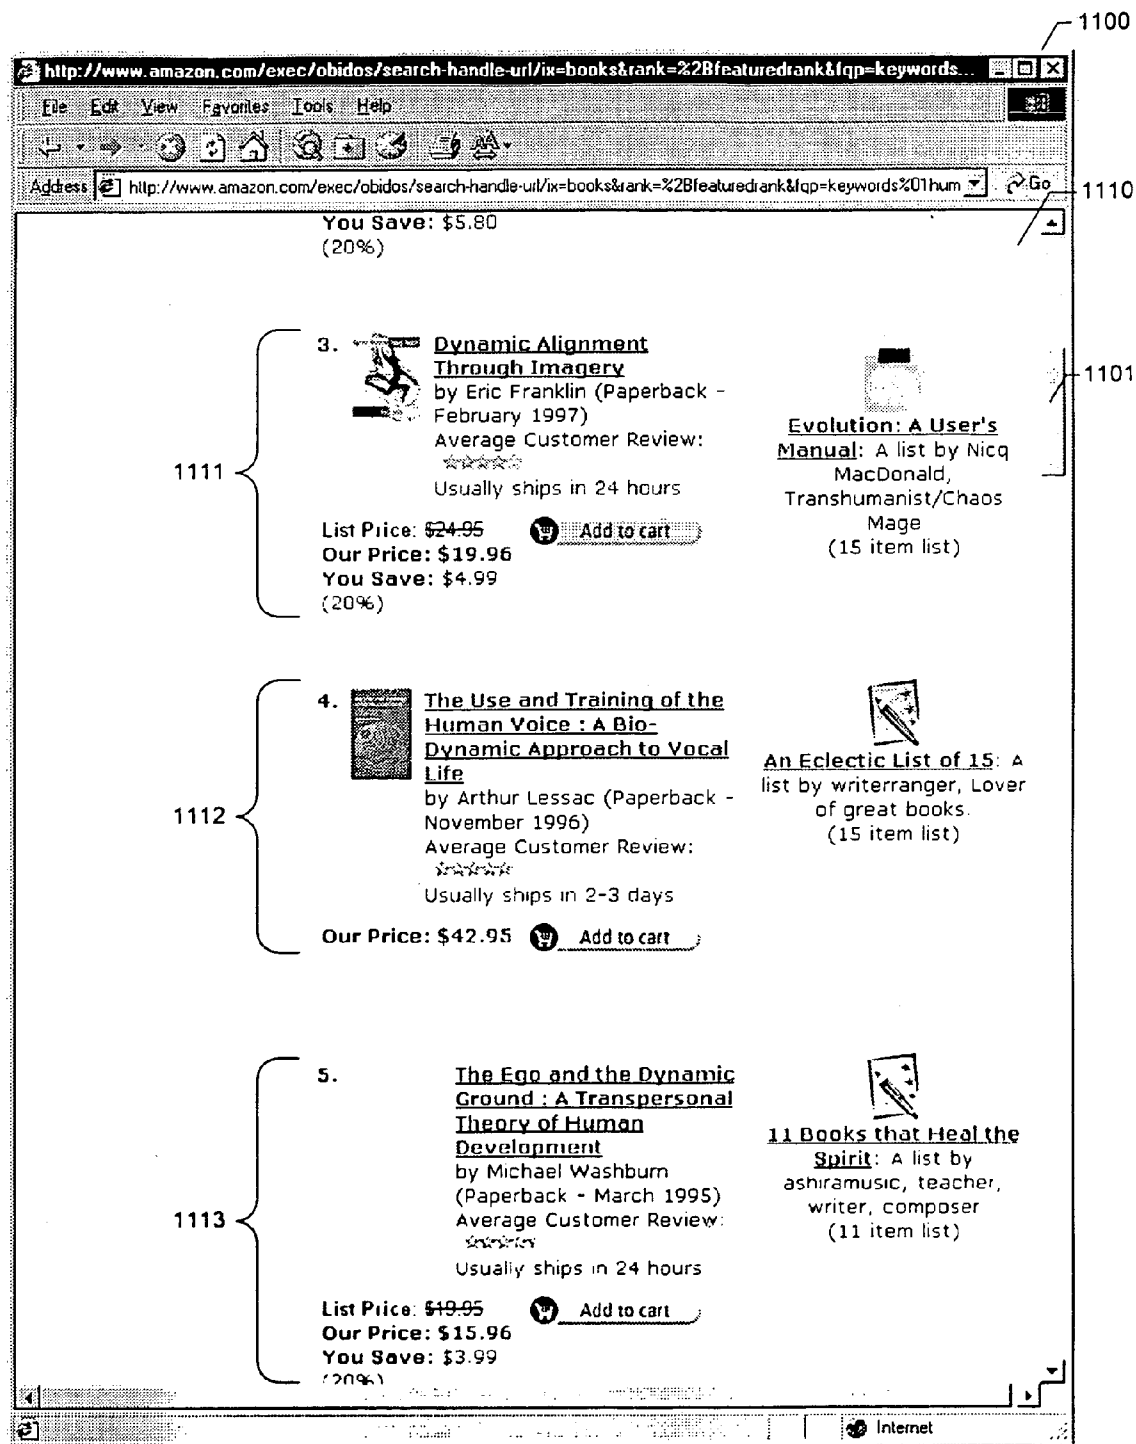 1100
http://www.amazon.com/exec/obidos/search-handle-url/ix=books&rank=%2Bfeaturedrank&fqp=keywords...
File Edit View Favorites Tools Help
Address http://www.amazon.com/exec/obidos/search-handle-url/ix=books&rank=%2Bfeaturedrank&fqp=keywords%01hum Go
1110
You Save: $5.80
(20%)
1101
1111
3. Dynamic Alignment
Through Imagery
by Eric Franklin (Paperback -
February 1997)
Average Customer Review:
Usually ships in 24 hours
List Price: $24.95 Add to cart
Our Price: $19.96
You Save: $4.99
(20%)
Evolution: A User's
Manual: A list by Nicq
MacDonald,
Transhumanist/Chaos
Mage
(15 item list)
1112
4. The Use and Training of the
Human Voice : A Bio-
Dynamic Approach to Vocal
Life
by Arthur Lessac (Paperback -
November 1996)
Average Customer Review:
Usually ships in 2-3 days
Our Price: $42.95 Add to cart
An Eclectic List of 15: A
list by writerranger, Lover
of great books.
(15 item list)
1113
5. The Ego and the Dynamic
Ground : A Transpersonal
Theory of Human
Development
by Michael Washburn
(Paperback - March 1995)
Average Customer Review:
Usually ships in 24 hours
List Price: $19.95 Add to cart
Our Price: $15.96
You Save: $3.99
(20%)
11 Books that Heal the
Spirit: A list by
ashiramusic, teacher,
writer, composer
(11 item list)
Internet